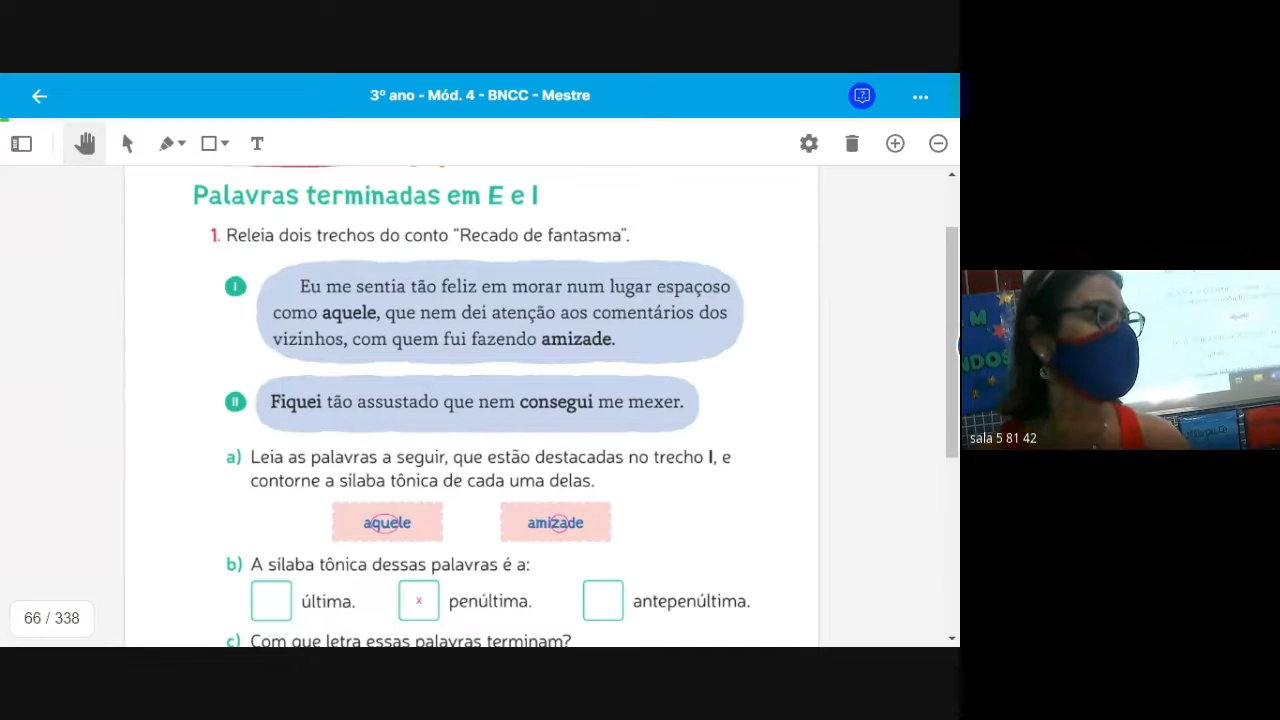 3º ano - Mód. 4 - BNCC - Mestre
T
Palavras terminadas em E e I
1. Releia dois trechos do conto “Recado de fantasma”.
I
Eu me sentia tão feliz em morar num lugar espaçoso
como aquele, que nem dei atenção aos comentários dos
vizinhos, com quem fui fazendo amizade.
II
Fiquei tão assustado que nem consegui me mexer.
a) Leia as palavras a seguir, que estão destacadas no trecho I, e
contorne a sílaba tônica de cada uma delas.
aquele amizade
b) A sílaba tônica dessas palavras é a:
última. x penúltima. antepenúltima.
c) Com que letra essas palavras terminam?
66 / 338
sala 5 81 42